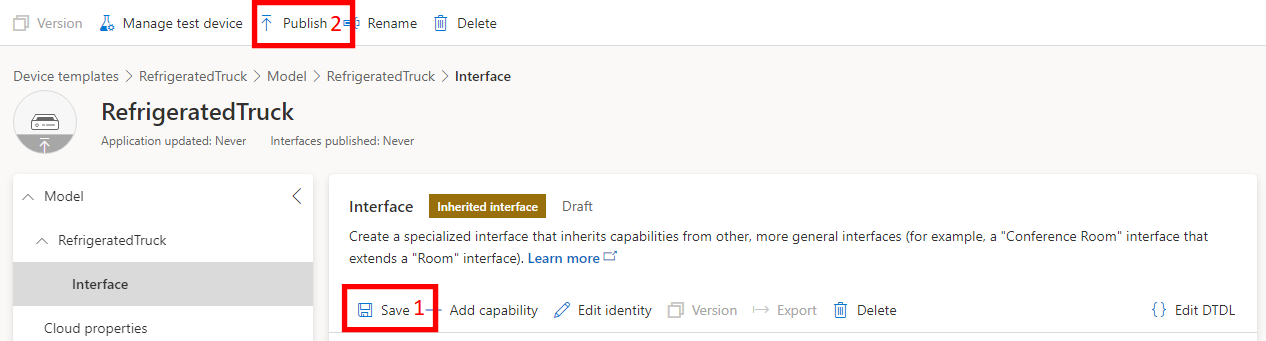 Version Manage test device Publish 2 Rename Delete
Device templates > RefrigeratedTruck > Model > RefrigeratedTruck > Interface
RefrigeratedTruck
Application updated: Never Interfaces published: Never
Model
RefrigeratedTruck
Interface
Cloud properties
Interface Inherited interface Draft
Create a specialized interface that inherits capabilities from other, more general interfaces (for example, a "Conference Room" interface that
extends a "Room" interface). Learn more
Save 1 Add capability Edit identity Version Export Delete {} Edit DTDL